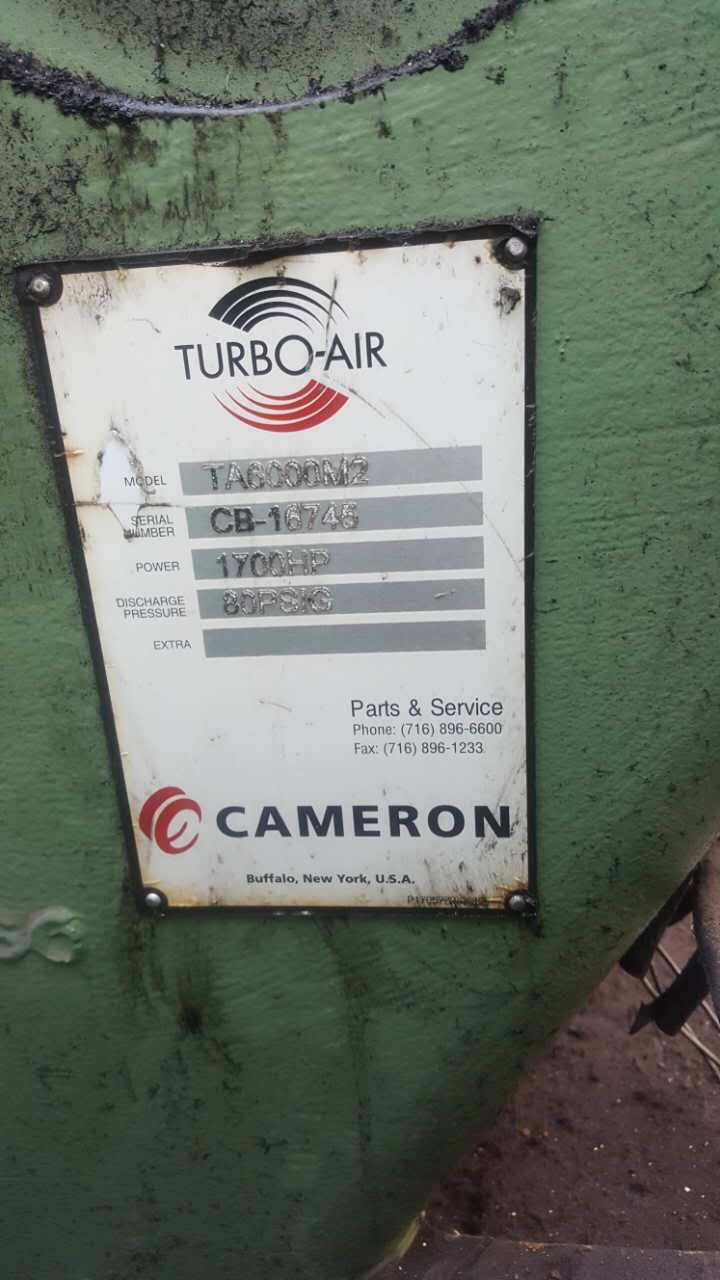 TURBO-AIR
MODEL TA6000M2
SERIAL NUMBER CB-16745
POWER 1700HP
DISCHARGE PRESSURE 80PSIG
EXTRA
Parts & Service
Phone: (716) 896-6600
Fax: (716) 896-1233
CAMERON
Buffalo, New York, U.S.A.